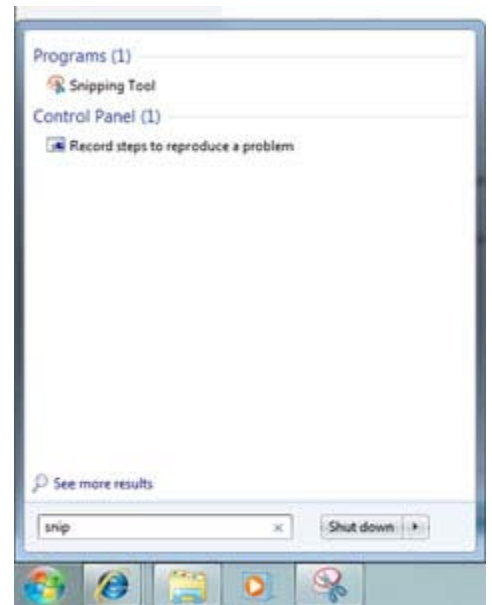 Programs (1)
Snipping Tool
Control Panel (1)
Record steps to reproduce a problem
See more results
snip
Shut down